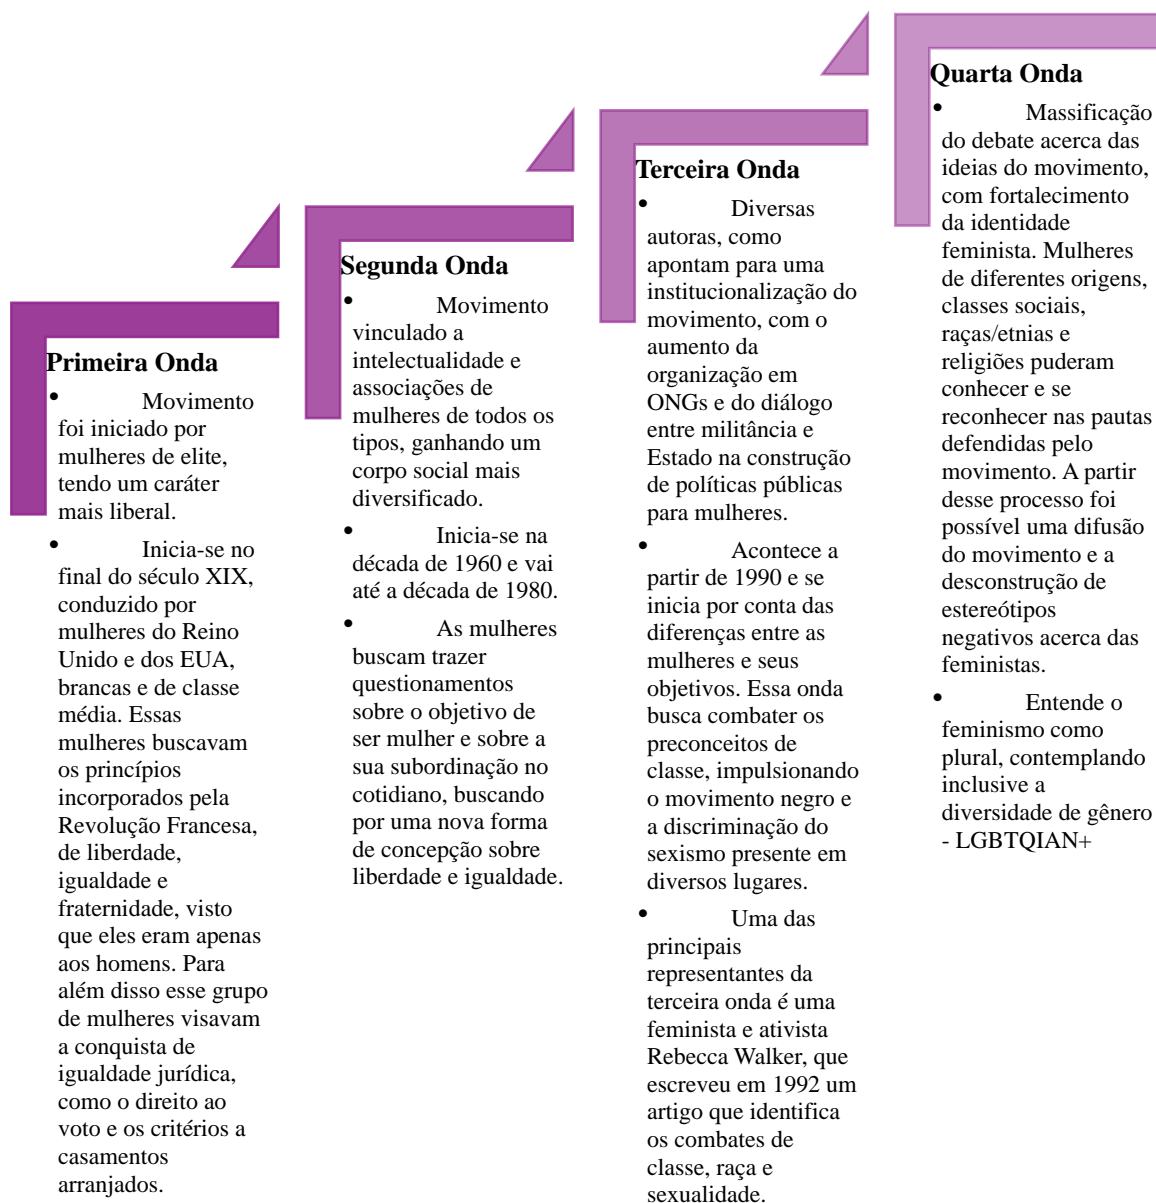 Primeira Onda
• Movimento
foi iniciado por
mulheres de elite,
tendo um caráter
mais liberal.
• Inicia-se no
final do século XIX,
conduzido por
mulheres do Reino
Unido e dos EUA,
brancas e de classe
média. Essas
mulheres buscavam
os princípios
incorporados pela
Revolução Francesa,
de liberdade,
igualdade e
fraternidade, visto
que eles eram apenas
aos homens. Para
além disso esse grupo
de mulheres visavam
a conquista de
igualdade jurídica,
como o direito ao
voto e os critérios a
casamentos
arranjados.
Segunda Onda
• Movimento
vinculado a
intelectualidade e
associações de
mulheres de todos os
tipos, ganhando um
corpo social mais
diversificado.
• Inicia-se na
década de 1960 e vai
até a década de 1980.
• As mulheres
buscam trazer
questionamentos
sobre o objetivo de
ser mulher e sobre a
sua subordinação no
cotidiano, buscando
por uma nova forma
de concepção sobre
liberdade e igualdade.
Terceira Onda
• Diversas
autoras, como
apontam para uma
institucionalização do
movimento, com o
aumento da
organização em
ONGs e do diálogo
entre militância e
Estado na construção
de políticas públicas
para mulheres.
• Acontece a
partir de 1990 e se
inicia por conta das
diferenças entre as
mulheres e seus
objetivos. Essa onda
busca combater os
preconceitos de
classe, impulsionando
o movimento negro e
a discriminação do
sexismo presente em
diversos lugares.
• Uma das
principais
representantes da
terceira onda é uma
feminista e ativista
Rebecca Walker, que
escreveu em 1992 um
artigo que identifica
os combates de
classe, raça e
sexualidade.
Quarta Onda
• Massificação
do debate acerca das
ideias do movimento,
com fortalecimento
da identidade
feminista. Mulheres
de diferentes origens,
classes sociais,
raças/etnias e
religiões puderam
conhecer e se
reconhecer nas pautas
defendidas pelo
movimento. A partir
desse processo foi
possível uma difusão
do movimento e a
desconstrução de
estereótipos
negativos acerca das
feministas.
• Entende o
feminismo como
plural, contemplando
inclusive a
diversidade de gênero
- LGBTQIAN+